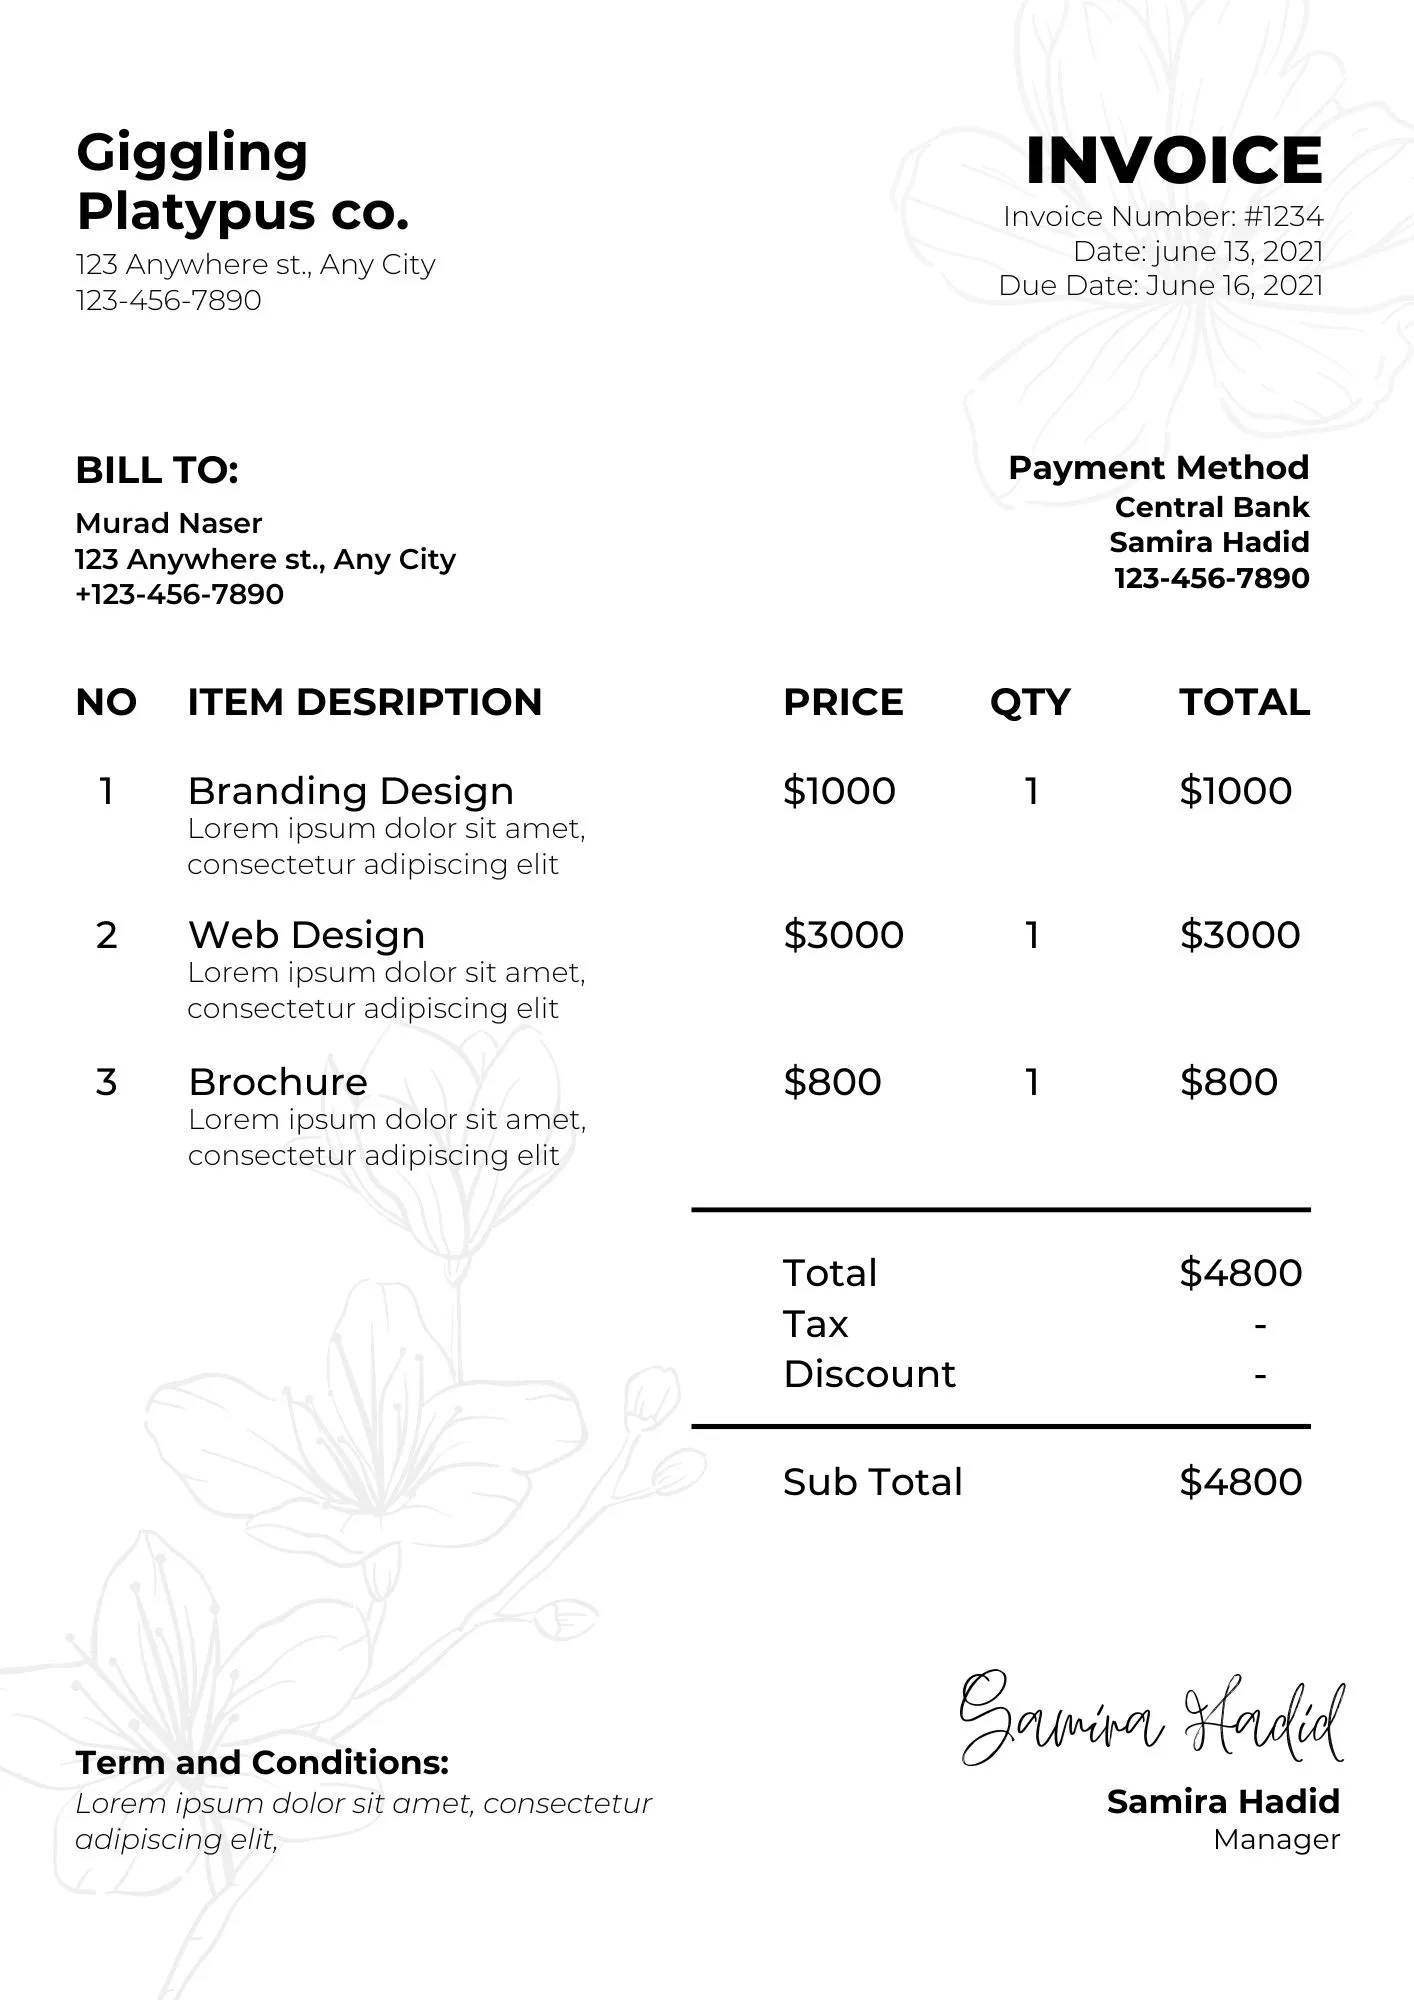 Giggling
Platypus co.
123 Anywhere st., Any City
123-456-7890
INVOICE
Invoice Number: #1234
Date: june 13, 2021
Due Date: June 16, 2021
BILL TO:
Murad Naser
123 Anywhere st., Any City
+123-456-7890
Payment Method
Central Bank
Samira Hadid
123-456-7890
NO ITEM DESRIPTION PRICE QTY TOTAL
1 Branding Design $1000 1 $1000
Lorem ipsum dolor sit amet,
consectetur adipiscing elit
2 Web Design $3000 1 $3000
Lorem ipsum dolor sit amet,
consectetur adipiscing elit
3 Brochure $800 1 $800
Lorem ipsum dolor sit amet,
consectetur adipiscing elit
Total $4800
Tax -
Discount -
Sub Total $4800
Samira Hadid
Samira Hadid
Manager
Term and Conditions:
Lorem ipsum dolor sit amet, consectetur
adipiscing elit,